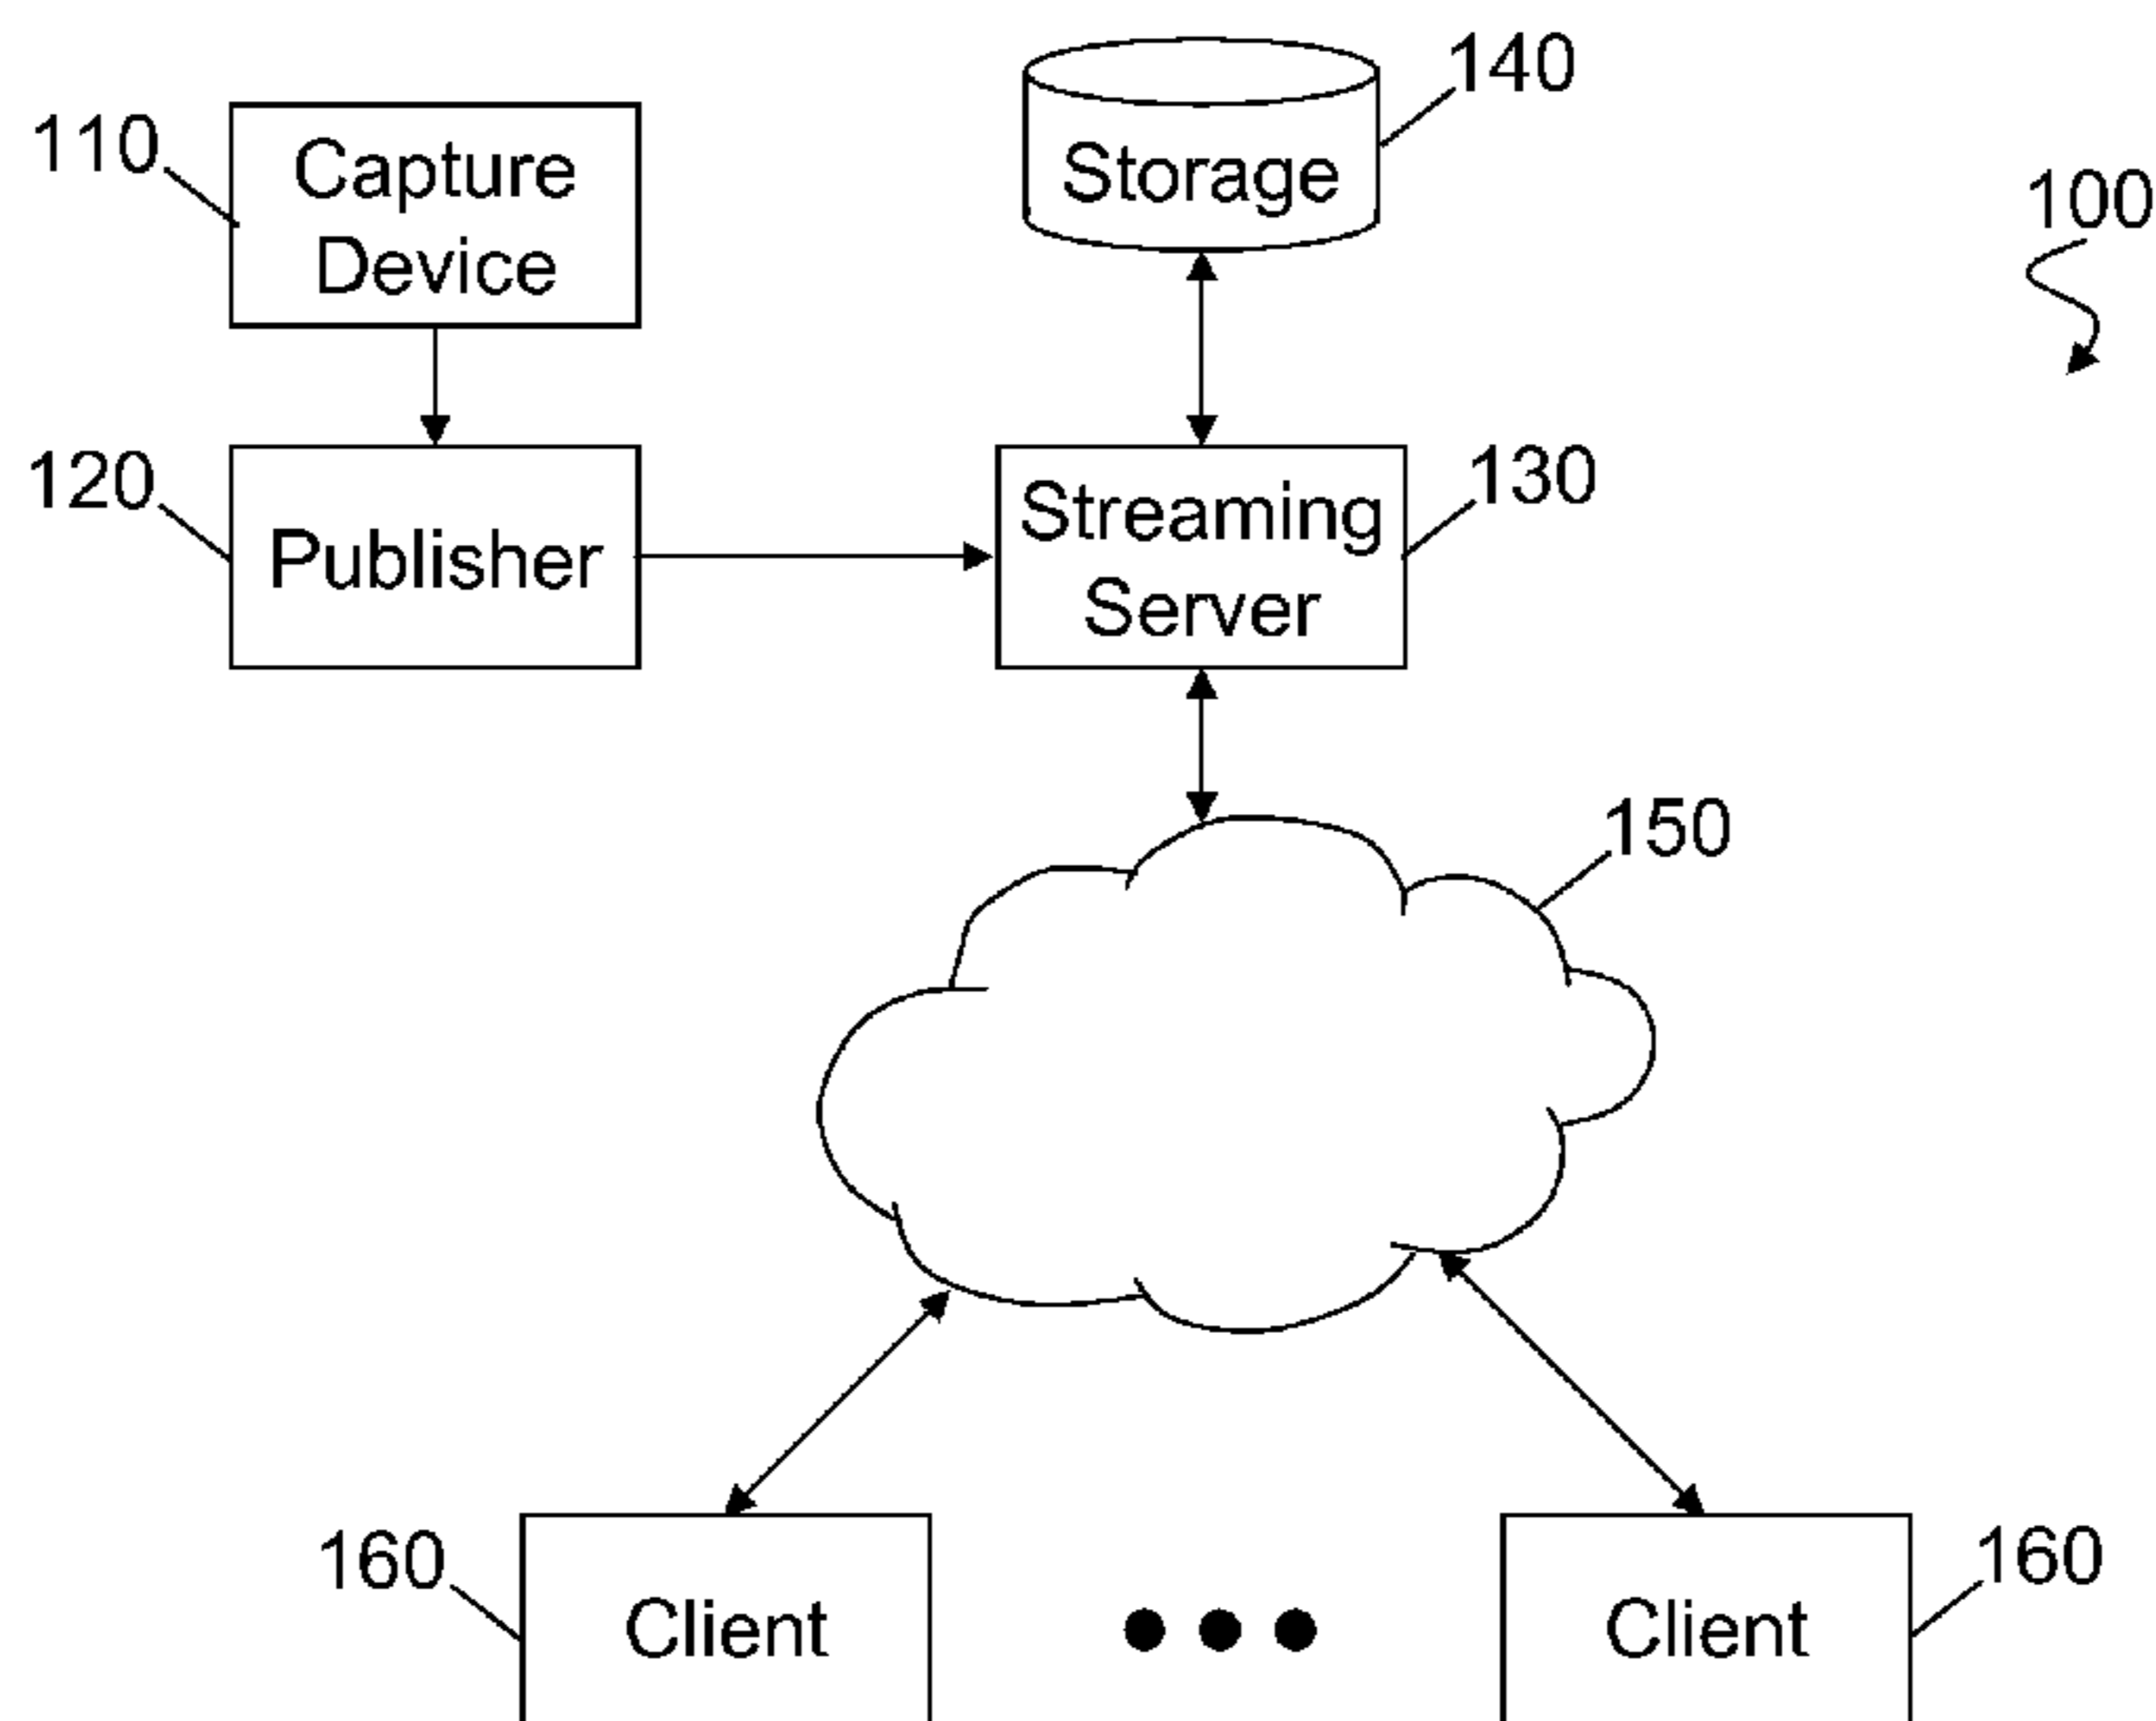 140
110
Capture
Device
Storage
100
120
Publisher
Streaming
Server
130
150
160
Client
Client
160